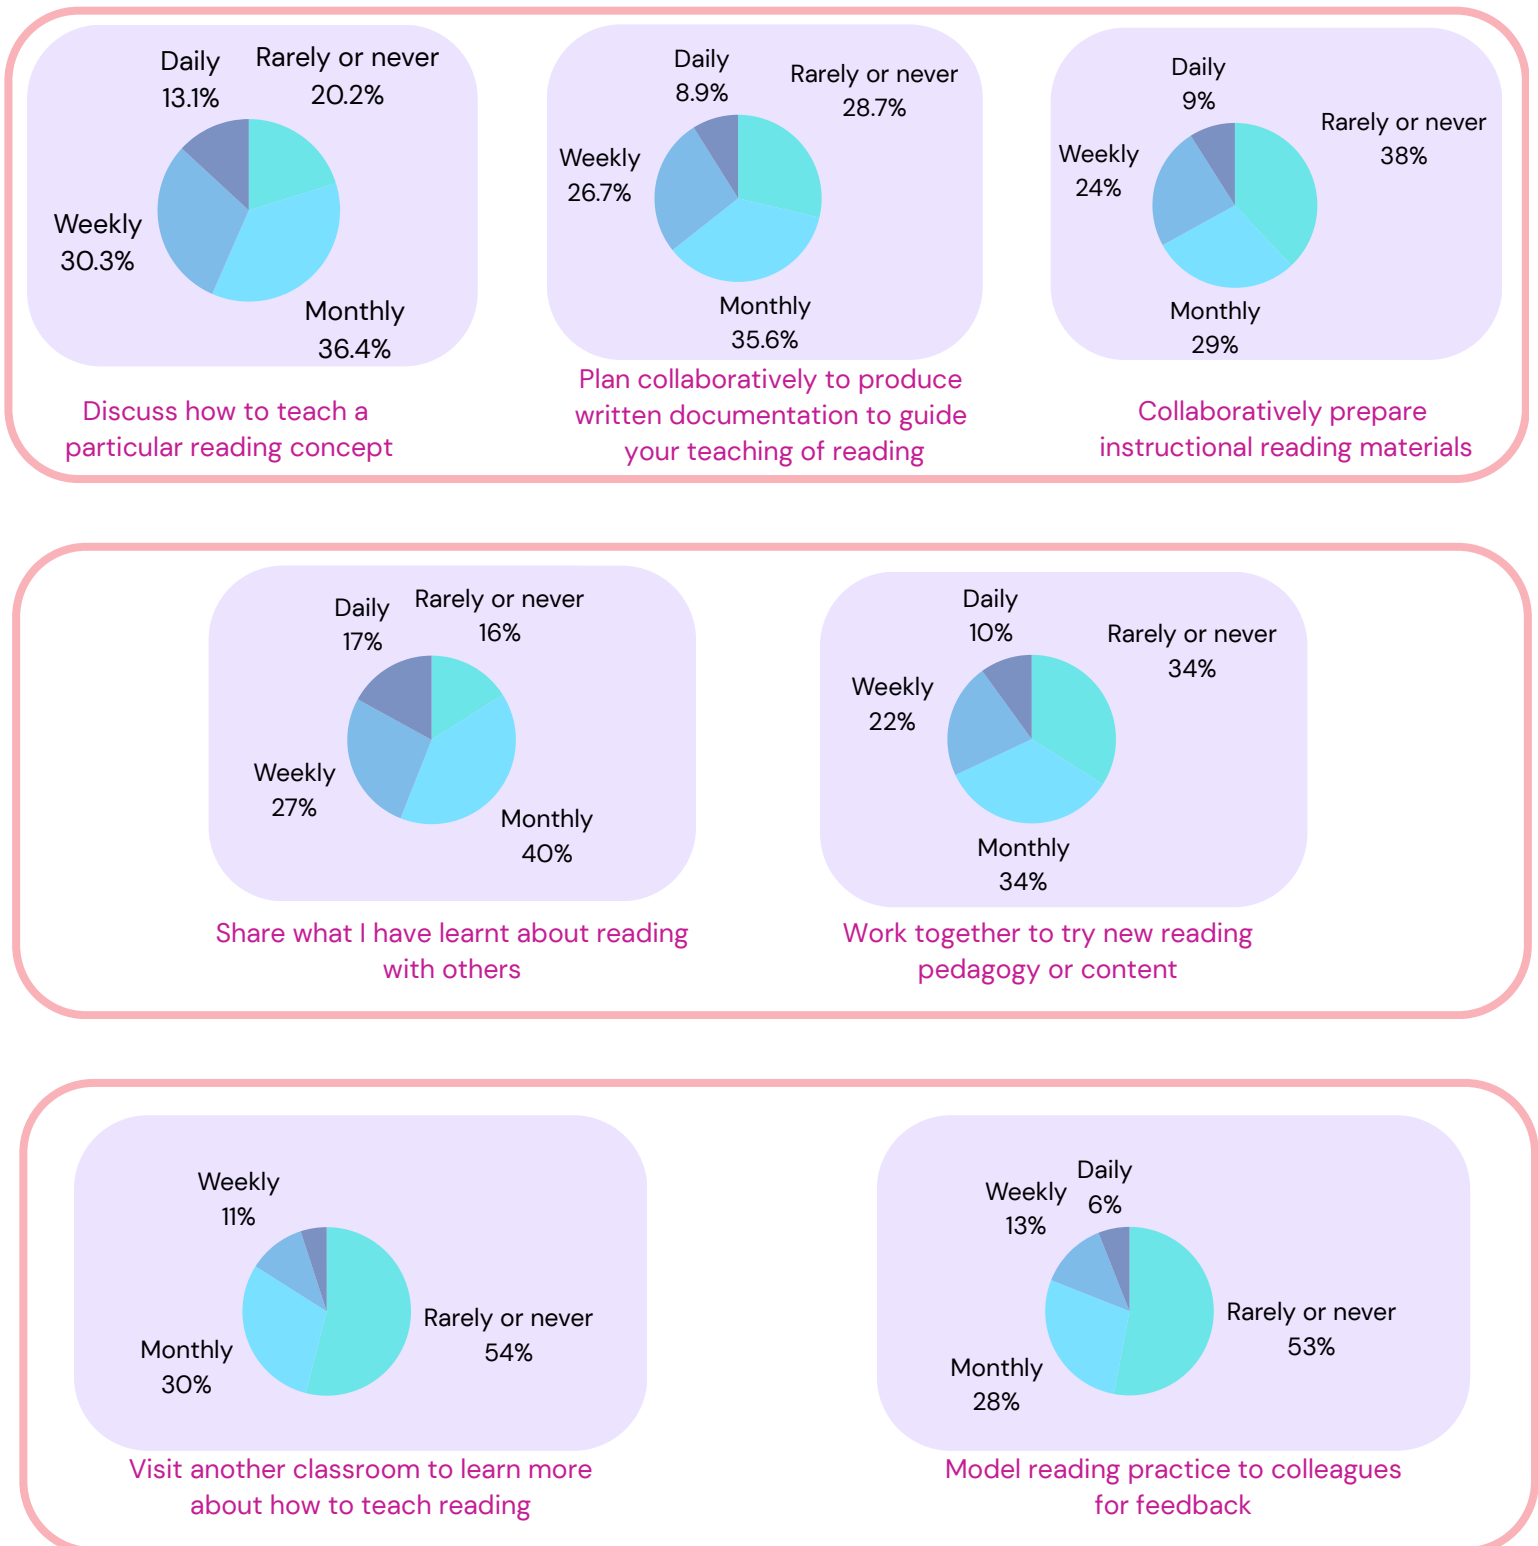 Daily
13.1%
Rarely or never
20.2%
Weekly
30.3%
Monthly
36.4%
Discuss how to teach a
particular reading concept
Daily
8.9%
Rarely or never
28.7%
Weekly
26.7%
Monthly
35.6%
Plan collaboratively to produce
written documentation to guide
your teaching of reading
Daily
9%
Rarely or never
38%
Weekly
24%
Monthly
29%
Collaboratively prepare
instructional reading materials
Daily
17%
Rarely or never
16%
Weekly
27%
Monthly
40%
Share what I have learnt about reading
with others
Daily
10%
Rarely or never
34%
Weekly
22%
Monthly
34%
Work together to try new reading
pedagogy or content
Weekly
11%
Rarely or never
54%
Monthly
30%
Visit another classroom to learn more
about how to teach reading
Daily
6%
Weekly
13%
Rarely or never
53%
Monthly
28%
Model reading practice to colleagues
for feedback